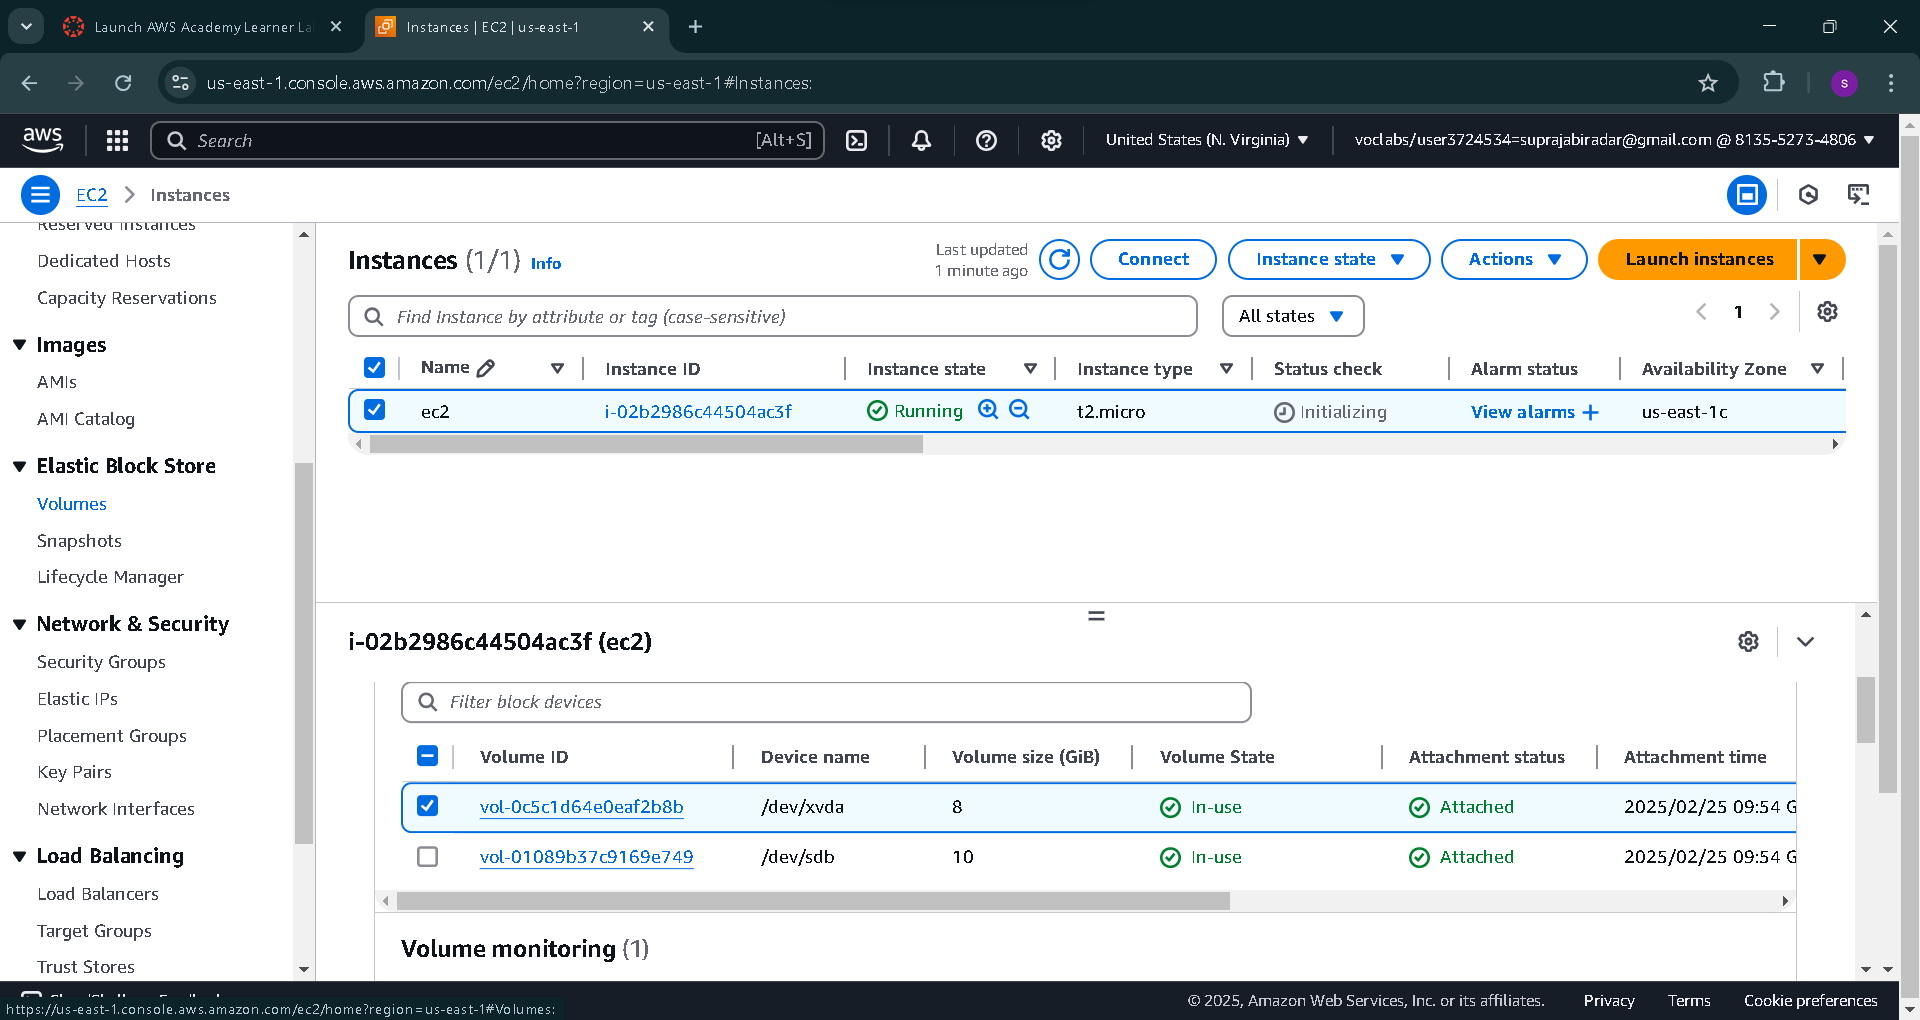 Launch AWS Academy Learner La
Instances | EC2 | us-east-1
us-east-1.console.aws.amazon.com/ec2/home?region=us-east-1#Instances:
S
aws
Search [Alt+S]
United States (N. Virginia)
voclabs/user3724534=suprajabiradar@gmail.com @ 8135-5273-4806
EC2 > Instances
Reserved Instances
Dedicated Hosts
Capacity Reservations
Images
AMIs
AMI Catalog
Elastic Block Store
Volumes
Snapshots
Lifecycle Manager
Network & Security
Security Groups
Elastic IPs
Placement Groups
Key Pairs
Network Interfaces
Load Balancing
Load Balancers
Target Groups
Trust Stores
Instances (1/1) Info
Last updated
1 minute ago
Connect
Instance state
Actions
Launch instances
Find Instance by attribute or tag (case-sensitive)
All states
1
Name Instance ID Instance state Instance type Status check Alarm status Availability Zone
ec2 i-02b2986c44504ac3f Running t2.micro Initializing View alarms + us-east-1c
i-02b2986c44504ac3f (ec2)
Filter block devices
Volume ID Device name Volume size (GiB) Volume State Attachment status Attachment time
vol-0c5c1d64e0eaf2b8b /dev/xvda 8 In-use Attached 2025/02/25 09:54 G
vol-01089b37c9169e749 /dev/sdb 10 In-use Attached 2025/02/25 09:54 G
Volume monitoring (1)
https://us-east-1.console.aws.amazon.com/ec2/home?region=us-east-1#Volumes:
© 2025, Amazon Web Services, Inc. or its affiliates. Privacy Terms Cookie preferences